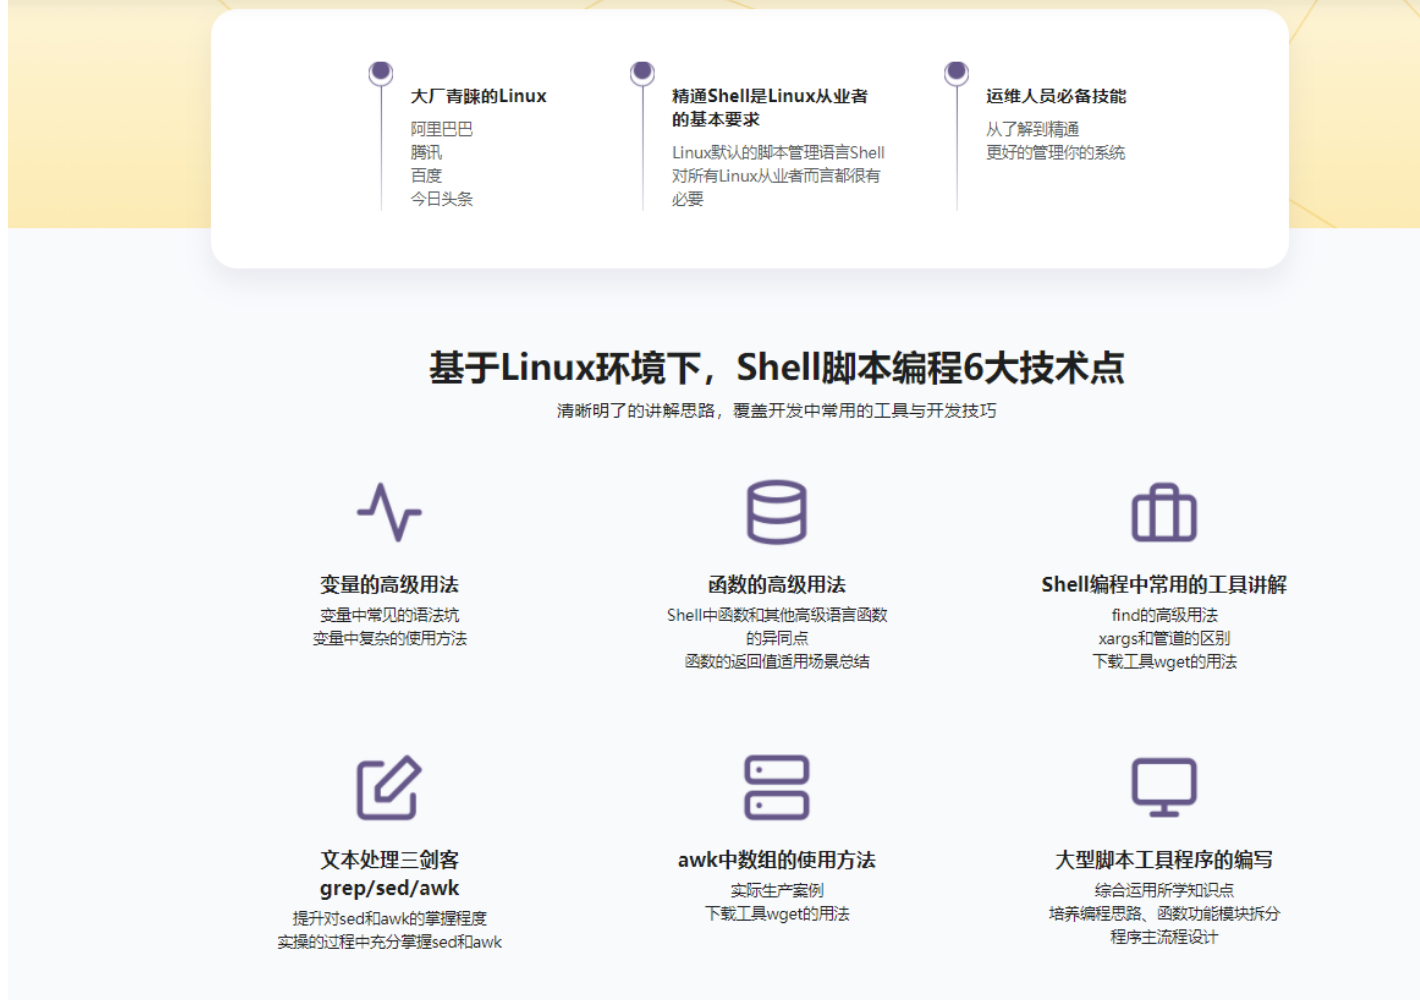 大厂青睐的Linux
阿里巴巴
腾讯
百度
今日头条
精通Shell是Linux从业者
的基本要求
Linux默认的脚本管理语言Shell
对所有Linux从业者而言都很有
必要
运维人员必备技能
从了解到精通
更好的管理你的系统
基于Linux环境下，Shell脚本编程6大技术点
清晰明了的讲解思路，覆盖开发中常用的工具与开发技巧
变量的高级用法
变量中常见的语法坑
变量中复杂的使用方法
函数的高级用法
Shell中函数和其他高级语言函数
的异同点
函数的返回值适用场景总结
Shell编程中常用的工具讲解
find的高级用法
xargs和管道的区别
下载工具wget的用法
文本处理三剑客
grep/sed/awk
提升对sed和awk的掌握程度
实操的过程中充分掌握sed和awk
awk中数组的使用方法
实际生产案例
下载工具wget的用法
大型脚本工具程序的编写
综合运用所学知识点
培养编程思路、函数功能模块拆分
程序主流程设计